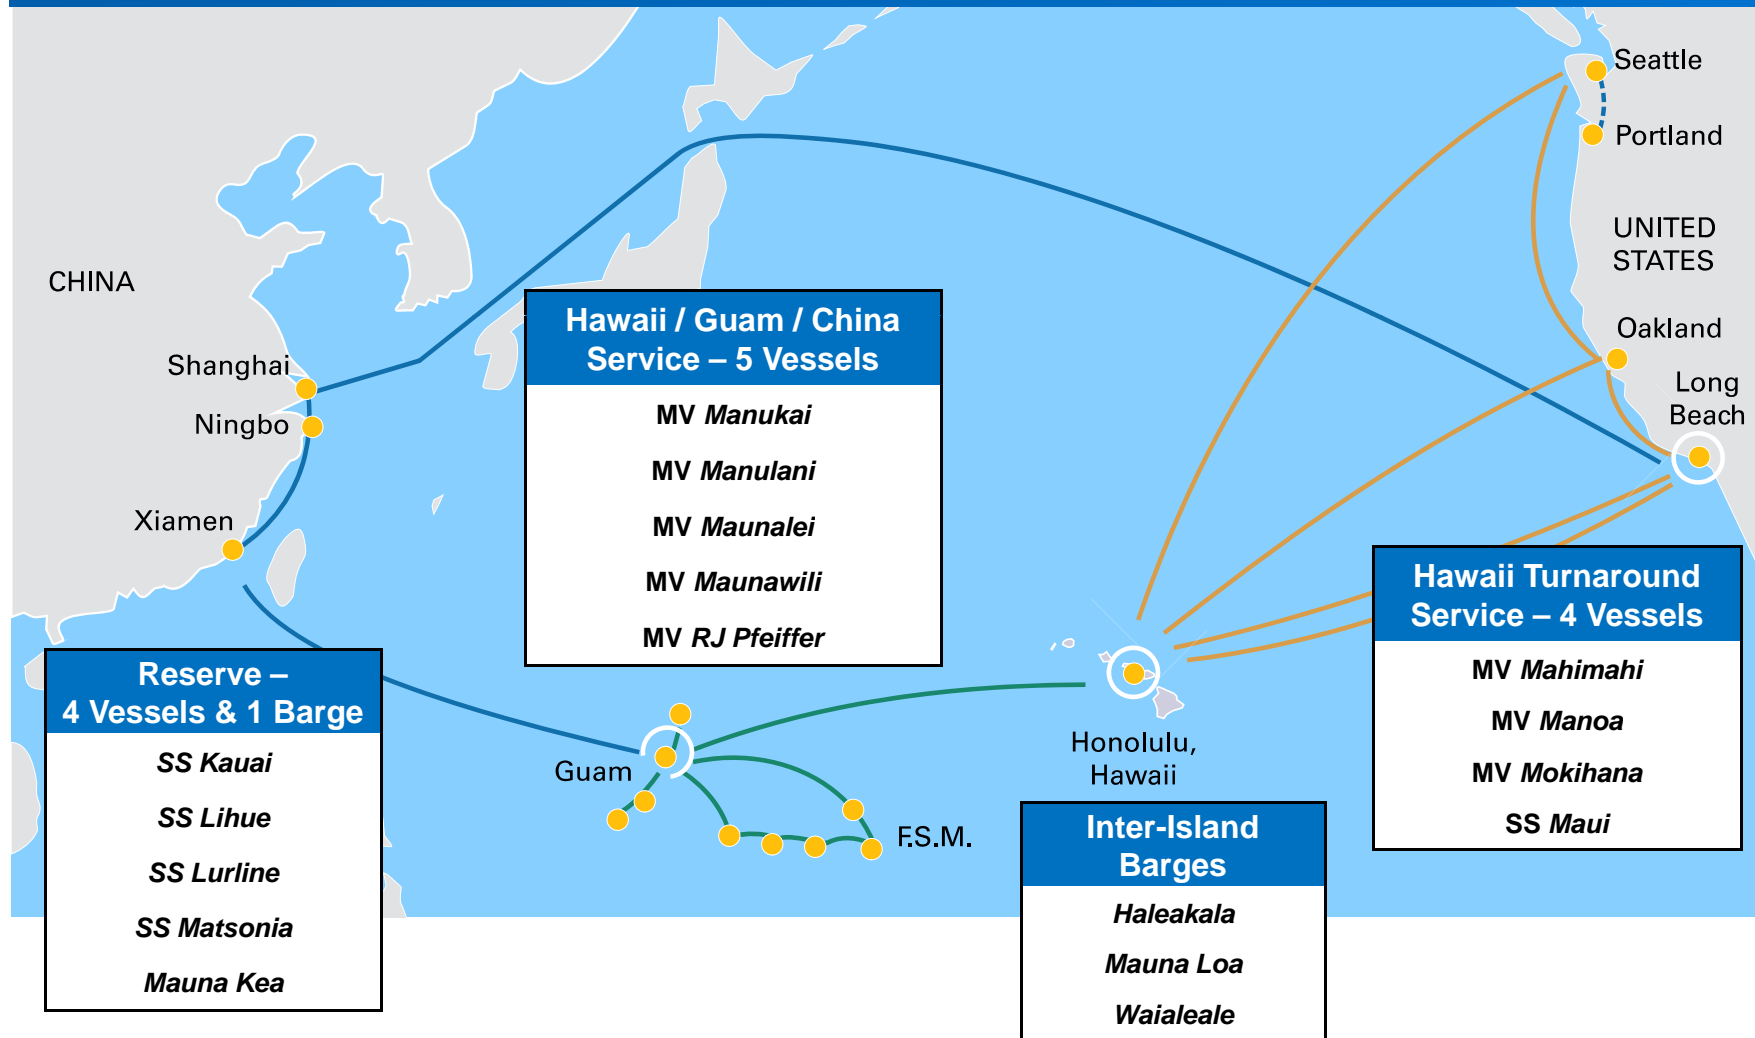 Seattle
Portland
UNITED
STATES
CHINA
Oakland
Long
Beach
Shanghai
Ningbo
Xiamen
Hawaii / Guam / China
Service – 5 Vessels
MV Manukai
MV Manulani
MV Maunalei
MV Maunawili
MV RJ Pfeiffer
Hawaii Turnaround
Service – 4 Vessels
MV Mahimahi
MV Manoa
MV Mokihana
SS Maui
Reserve –
4 Vessels & 1 Barge
SS Kauai
SS Lihue
SS Lurline
SS Matsonia
Mauna Kea
Guam
F.S.M.
Honolulu,
Hawaii
Inter-Island
Barges
Haleakala
Mauna Loa
Waialeale